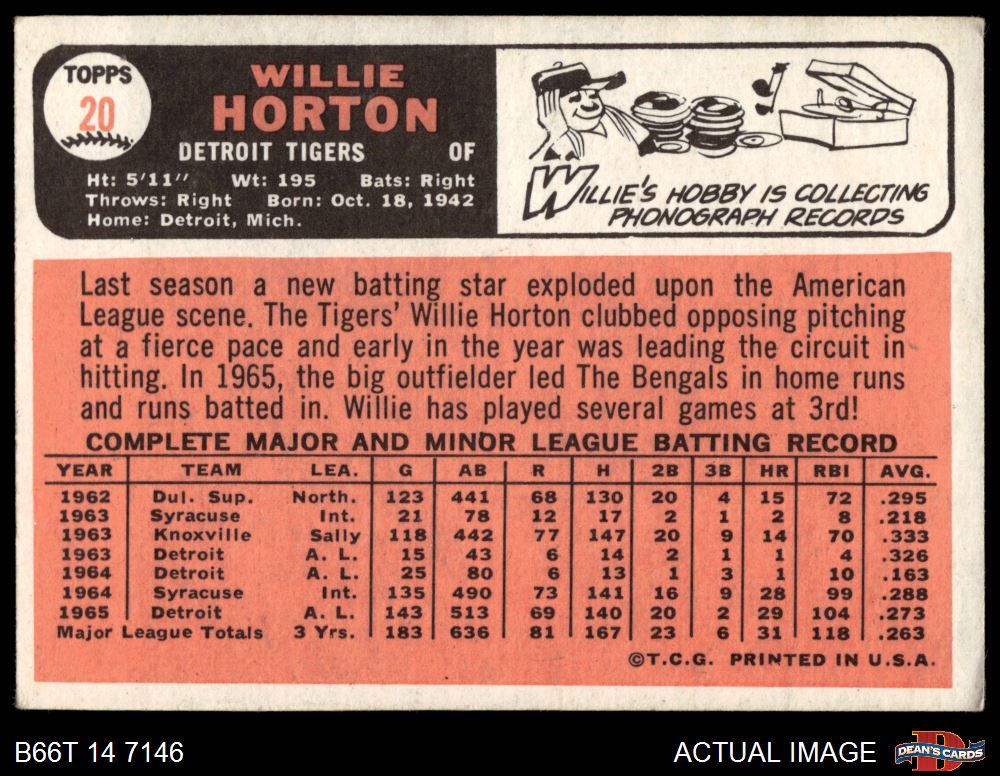 TOPPS
20
WILLIE
HORTON
DETROIT TIGERS OF
Ht: 5'11" Wt: 195 Bats: Right
Throws: Right Born: Oct. 18, 1942
Home: Detroit, Mich.
WILLIE'S HOBBY IS COLLECTING
PHONOGRAPH RECORDS
Last season a new batting star exploded upon the American
League scene. The Tigers' Willie Horton clubbed opposing pitching
at a fierce pace and early in the year was leading the circuit in
hitting. In 1965, the big outfielder led The Bengals in home runs
and runs batted in. Willie has played several games at 3rd!
COMPLETE MAJOR AND MINOR LEAGUE BATTING RECORD
YEAR TEAM LEA. G AB R H 2B 3B HR RBI AVG.
1962 Dul. Sup. North. 123 441 68 130 20 4 15 72 .295
1963 Syracuse Int. 21 78 12 17 2 1 2 8 .218
1963 Knoxville Sally 118 442 77 147 20 9 14 70 .333
1963 Detroit A. L. 15 43 6 14 2 1 1 4 .326
1964 Detroit A. L. 25 80 6 13 1 3 1 10 .163
1964 Syracuse Int. 135 490 73 141 16 9 28 99 .288
1965 Detroit A. L. 143 513 69 140 20 2 29 104 .273
Major League Totals 3 Yrs. 183 636 81 167 23 6 31 118 .263
©T.C.G. PRINTED IN U.S.A.
B66T 14 7146 ACTUAL IMAGE DEAN'S CARDS